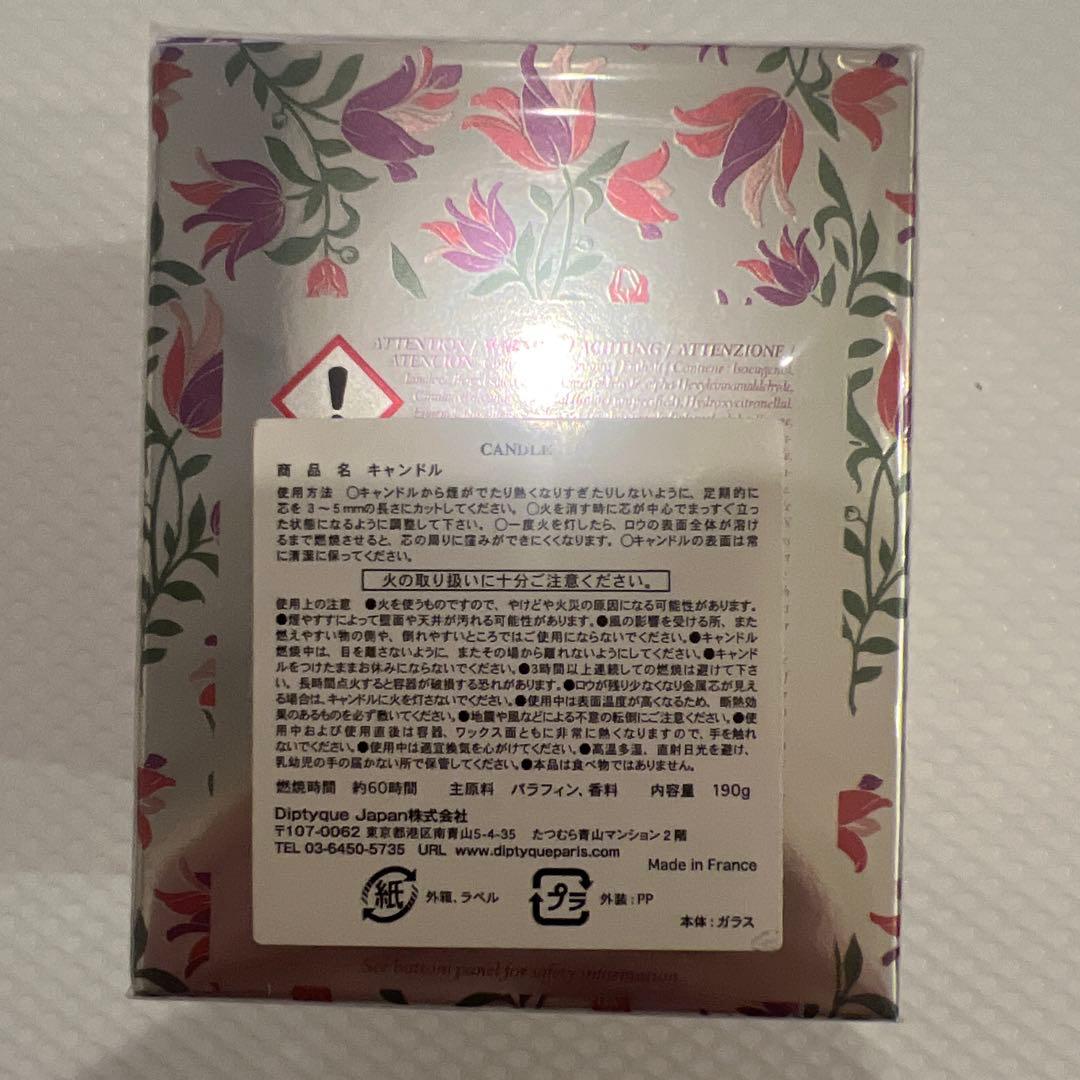 ATTENTION / ACHTUNG / ATTENZIONE /
ATENCIÓN Contiene : Isoeugenol,
Hexylcinnamaldehyde,
Hydroxycitronellal,
CANDLE
商品名 キャンドル
使用方法 ○キャンドルから煙がでたり熱くなりすぎたりしないように、定期的に
芯を3〜5mmの長さにカットしてください。○火を消す時に芯が中心でまっすぐ立っ
た状態になるように調整して下さい。○一度火を灯したら、ロウの表面全体が溶け
るまで燃焼させると、芯の周りに窪みができにくくなります。○キャンドルの表面は常
に清潔に保ってください。
火の取り扱いに十分ご注意ください。
使用上の注意 ●火を使うものですので、やけどや火災の原因になる可能性があります。
●煙やすすによって壁面や天井が汚れる可能性があります。●風の影響を受ける所、また
燃えやすい物の側や、倒れやすいところではご使用にならないでください。●キャンドル
燃焼中は、目を離さないように、またその場から離れないようにしてください。●キャンド
ルをつけたままお休みにならないでください。●3時間以上連続しての燃焼は避けて下さ
い。長時間点火すると容器が破損する恐れがあります。●ロウが残り少なくなり金属芯が見え
る場合は、キャンドルに火を灯さないでください。●使用中は表面温度が高くなるため、断熱効
果のあるものを必ず敷いてください。●地震や風などによる不意の転倒にご注意ください。●使
用中および使用直後は容器、ワックス面ともに非常に熱くなりますので、手を触れ
ないでください。●使用中は適宜換気を心がけてください。●高温多湿、直射日光を避け、
乳幼児の手の届かない所で保管してください。●本品は食べ物ではありません。
燃焼時間 約60時間 主原料 パラフィン、香料 内容量 190g
Diptyque Japan株式会社
〒107-0062 東京都港区南青山5-4-35 たつむら青山マンション2階
TEL 03-6450-5735 URL www.diptyqueparis.com
Made in France
紙 外箱、ラベル プラ 外装：PP
本体：ガラス
See bottom panel for safety information